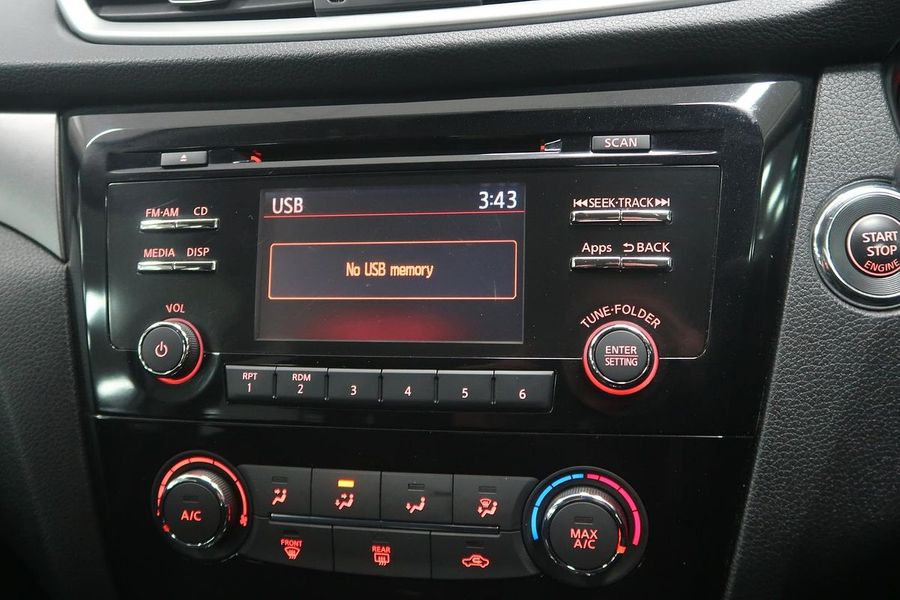 SCAN
USB 3:43
No USB memory
FM·AM CD
MEDIA DISP
VOL
SEEK·TRACK
Apps BACK
TUNE·FOLDER
ENTER
SETTING
START
STOP
ENGINE
RPT
1
RDM
2
3
4
5
6
A/C
FRONT
REAR
MAX
A/C